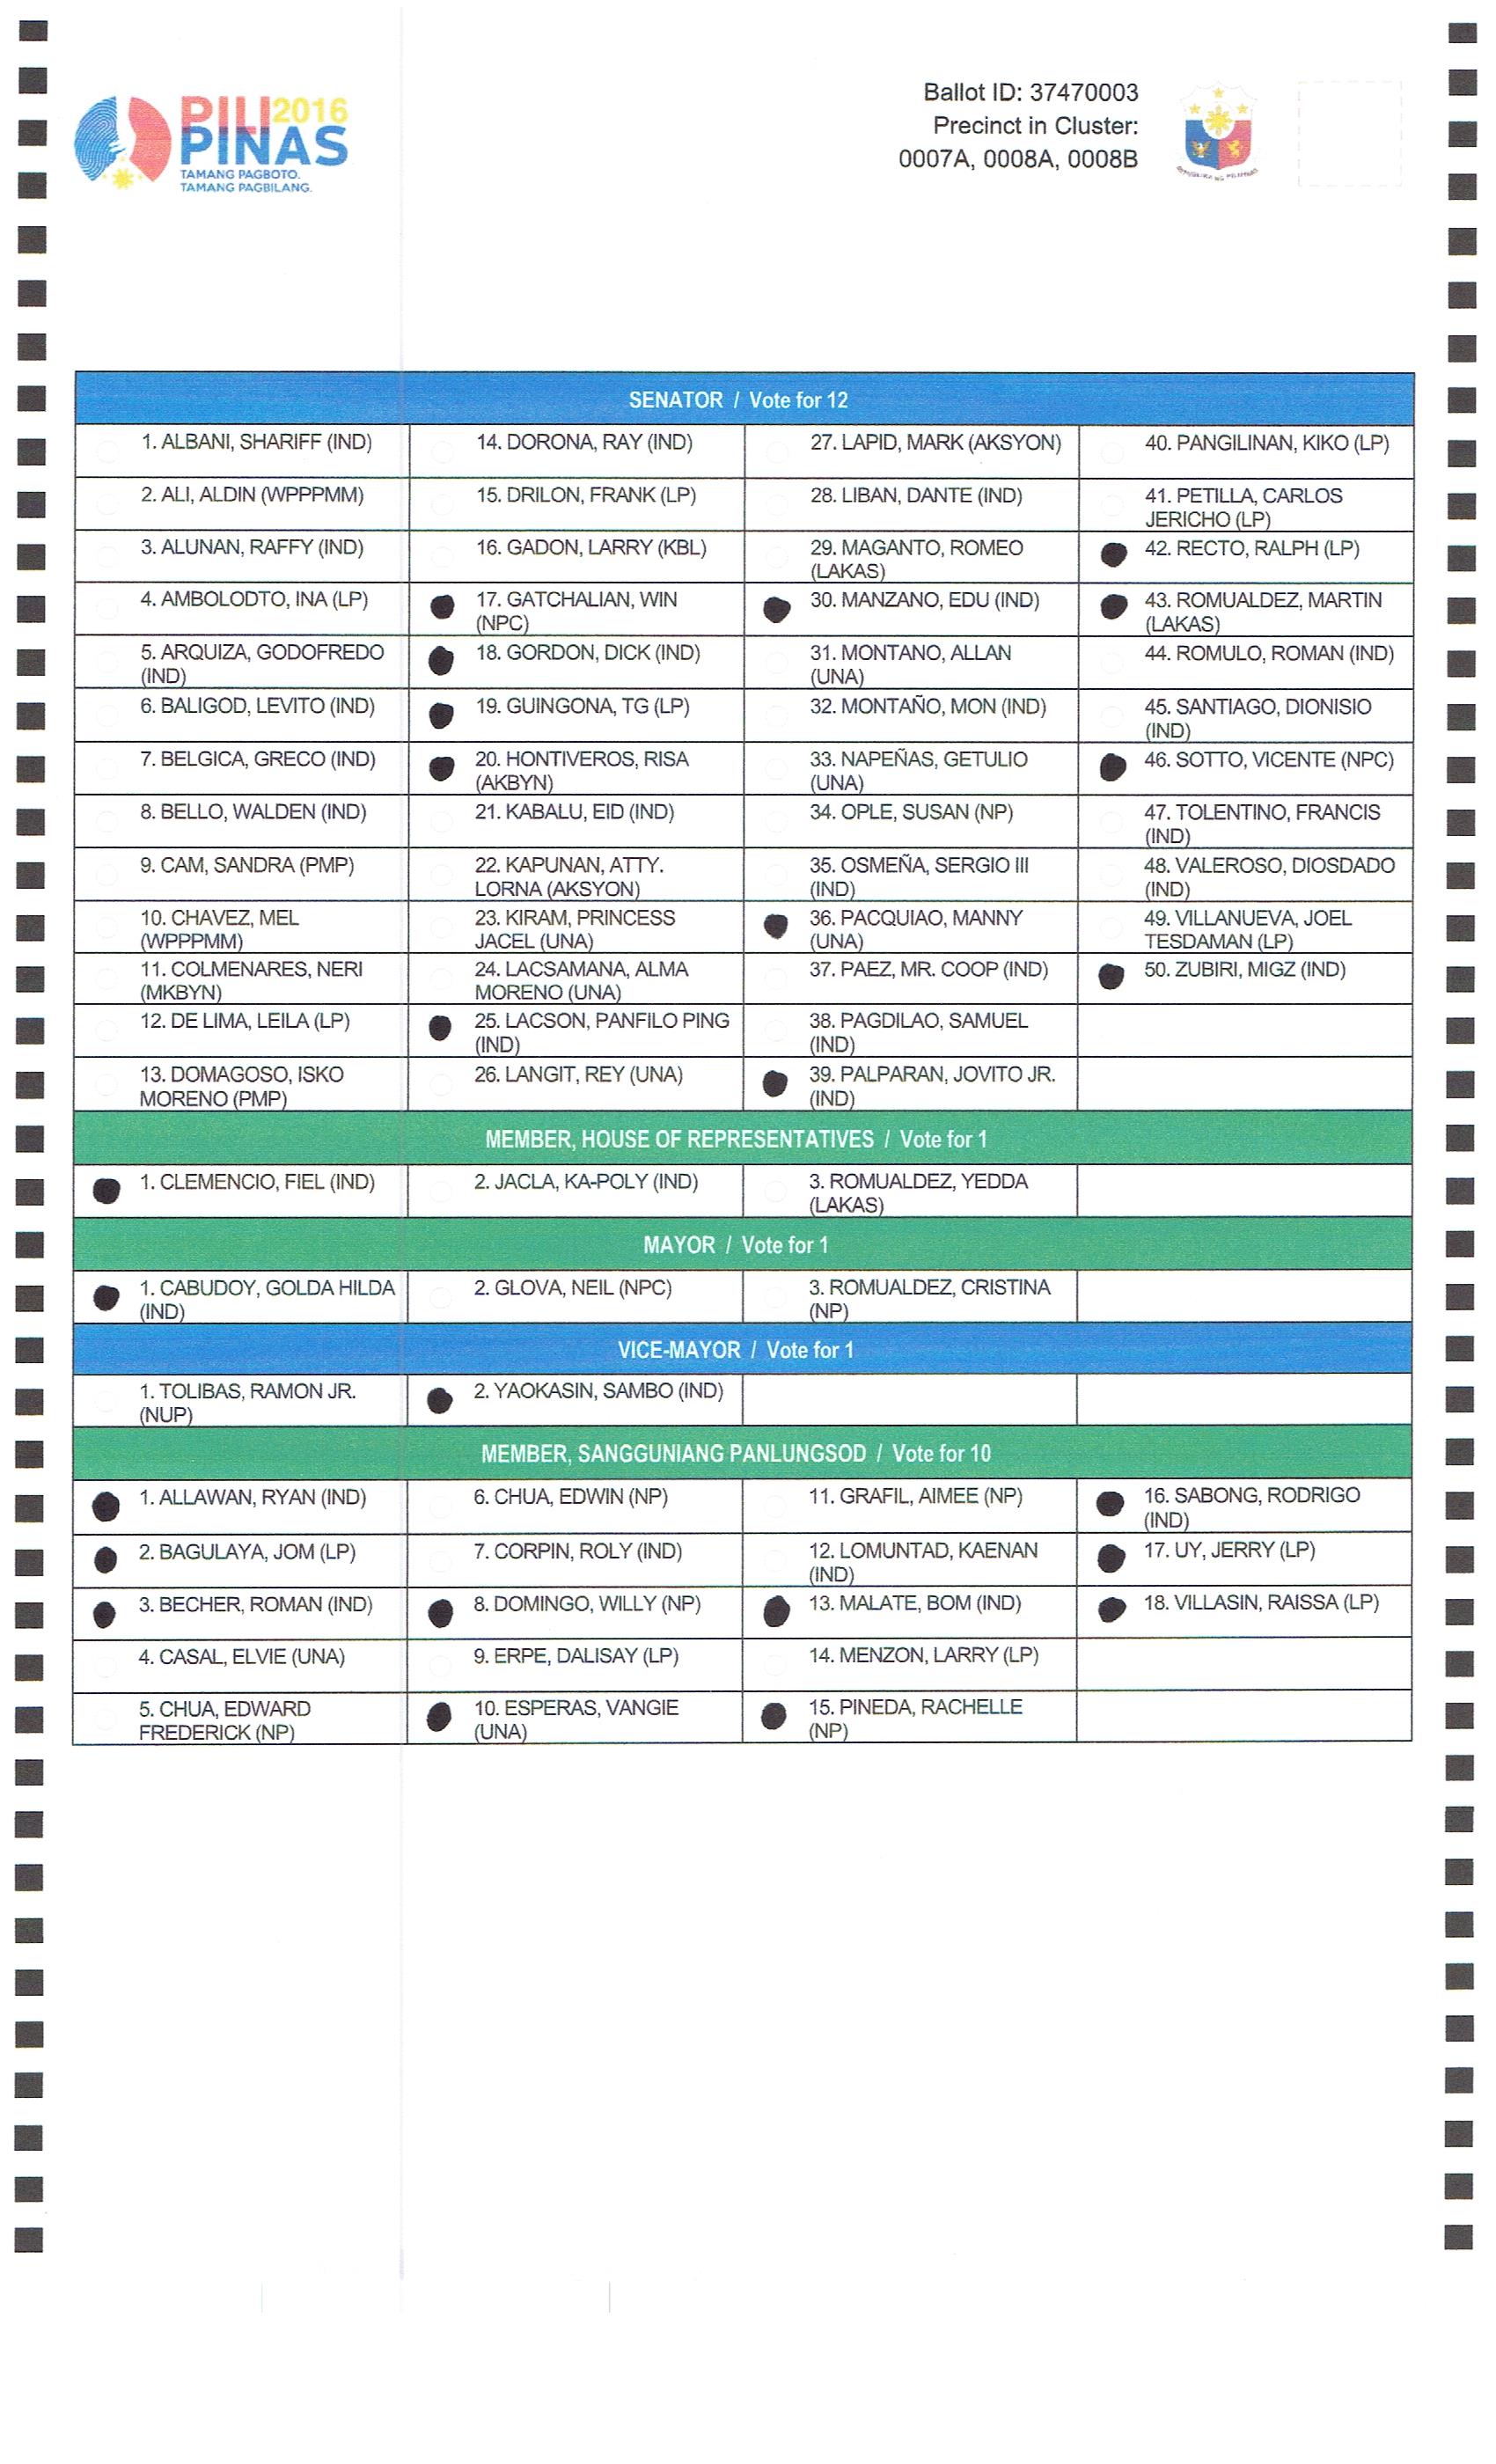 PILI 2016
PINAS
TAMANG PAGBOTO.
TAMANG PAGBILANG.
Ballot ID: 37470003
Precinct in Cluster:
0007A, 0008A, 0008B
REPUBLIKA NG PILIPINAS
SENATOR / Vote for 12
1. ALBANI, SHARIFF (IND)
14. DORONA, RAY (IND)
27. LAPID, MARK (AKSYON)
40. PANGILINAN, KIKO (LP)
2. ALI, ALDIN (WPPPMM)
15. DRILON, FRANK (LP)
28. LIBAN, DANTE (IND)
41. PETILLA, CARLOS
JERICHO (LP)
3. ALUNAN, RAFFY (IND)
16. GADON, LARRY (KBL)
29. MAGANTO, ROMEO
(LAKAS)
42. RECTO, RALPH (LP)
4. AMBOLODTO, INA (LP)
17. GATCHALIAN, WIN
(NPC)
30. MANZANO, EDU (IND)
43. ROMUALDEZ, MARTIN
(LAKAS)
5. ARQUIZA, GODOFREDO
(IND)
18. GORDON, DICK (IND)
31. MONTANO, ALLAN
(UNA)
44. ROMULO, ROMAN (IND)
6. BALIGOD, LEVITO (IND)
19. GUINGONA, TG (LP)
32. MONTAÑO, MON (IND)
45. SANTIAGO, DIONISIO
(IND)
7. BELGICA, GRECO (IND)
20. HONTIVEROS, RISA
(AKBYN)
33. NAPEÑAS, GETULIO
(UNA)
46. SOTTO, VICENTE (NPC)
8. BELLO, WALDEN (IND)
21. KABALU, EID (IND)
34. OPLE, SUSAN (NP)
47. TOLENTINO, FRANCIS
(IND)
9. CAM, SANDRA (PMP)
22. KAPUNAN, ATTY.
LORNA (AKSYON)
35. OSMEÑA, SERGIO III
(IND)
48. VALEROSO, DIOSDADO
(IND)
10. CHAVEZ, MEL
(WPPPMM)
23. KIRAM, PRINCESS
JACEL (UNA)
36. PACQUIAO, MANNY
(UNA)
49. VILLANUEVA, JOEL
TESDAMAN (LP)
11. COLMENARES, NERI
(MKBYN)
24. LACSAMANA, ALMA
MORENO (UNA)
37. PAEZ, MR. COOP (IND)
50. ZUBIRI, MIGZ (IND)
12. DE LIMA, LEILA (LP)
25. LACSON, PANFILO PING
(IND)
38. PAGDILAO, SAMUEL
(IND)
13. DOMAGOSO, ISKO
MORENO (PMP)
26. LANGIT, REY (UNA)
39. PALPARAN, JOVITO JR.
(IND)
MEMBER, HOUSE OF REPRESENTATIVES / Vote for 1
1. CLEMENCIO, FIEL (IND)
2. JACLA, KA-POLY (IND)
3. ROMUALDEZ, YEDDA
(LAKAS)
MAYOR / Vote for 1
1. CABUDOY, GOLDA HILDA
(IND)
2. GLOVA, NEIL (NPC)
3. ROMUALDEZ, CRISTINA
(NP)
VICE-MAYOR / Vote for 1
1. TOLIBAS, RAMON JR.
(NUP)
2. YAOKASIN, SAMBO (IND)
MEMBER, SANGGUNIANG PANLUNGSOD / Vote for 10
1. ALLAWAN, RYAN (IND)
6. CHUA, EDWIN (NP)
11. GRAFIL, AIMEE (NP)
16. SABONG, RODRIGO
(IND)
2. BAGULAYA, JOM (LP)
7. CORPIN, ROLY (IND)
12. LOMUNTAD, KAENAN
(IND)
17. UY, JERRY (LP)
3. BECHER, ROMAN (IND)
8. DOMINGO, WILLY (NP)
13. MALATE, BOM (IND)
18. VILLASIN, RAISSA (LP)
4. CASAL, ELVIE (UNA)
9. ERPE, DALISAY (LP)
14. MENZON, LARRY (LP)
5. CHUA, EDWARD
FREDERICK (NP)
10. ESPERAS, VANGIE
(UNA)
15. PINEDA, RACHELLE
(NP)